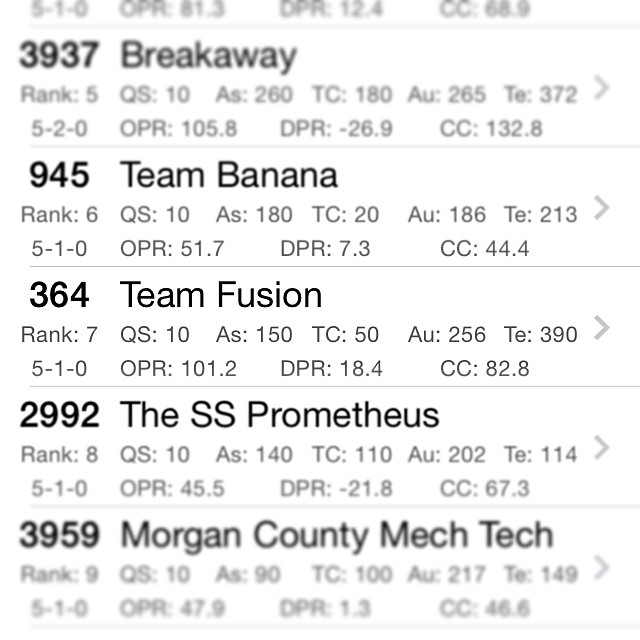 5-1-0 OPR: 81.3 DPR: 12.4 CC: 68.9
3937 Breakaway
Rank: 5 QS: 10 As: 260 TC: 180 Au: 265 Te: 372
5-2-0 OPR: 105.8 DPR: -26.9 CC: 132.8
945 Team Banana
Rank: 6 QS: 10 As: 180 TC: 20 Au: 186 Te: 213
5-1-0 OPR: 51.7 DPR: 7.3 CC: 44.4
364 Team Fusion
Rank: 7 QS: 10 As: 150 TC: 50 Au: 256 Te: 390
5-1-0 OPR: 101.2 DPR: 18.4 CC: 82.8
2992 The SS Prometheus
Rank: 8 QS: 10 As: 140 TC: 110 Au: 202 Te: 114
5-1-0 OPR: 45.5 DPR: -21.8 CC: 67.3
3959 Morgan County Mech Tech
Rank: 9 QS: 10 As: 90 TC: 100 Au: 217 Te: 149
5-1-0 OPR: 47.9 DPR: 1.3 CC: 46.6